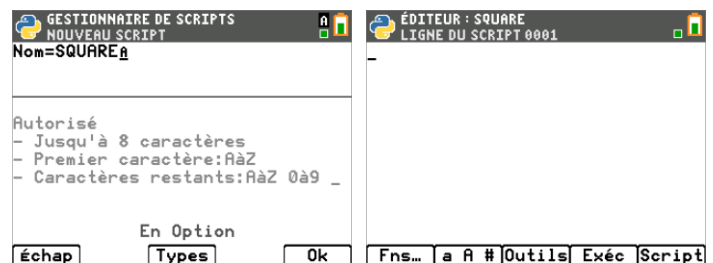 GESTIONNAIRE DE SCRIPTS
NOUVEAU SCRIPT
A
Nom=SQUAREA
Autorisé
- Jusqu'à 8 caractères
- Premier caractère:AàZ
- Caractères restants:AàZ 0à9 _
En Option
Échap
Types
Ok
ÉDITEUR : SQUARE
LIGNE DU SCRIPT 0001
_
Fns… a A # Outils Exéc Script